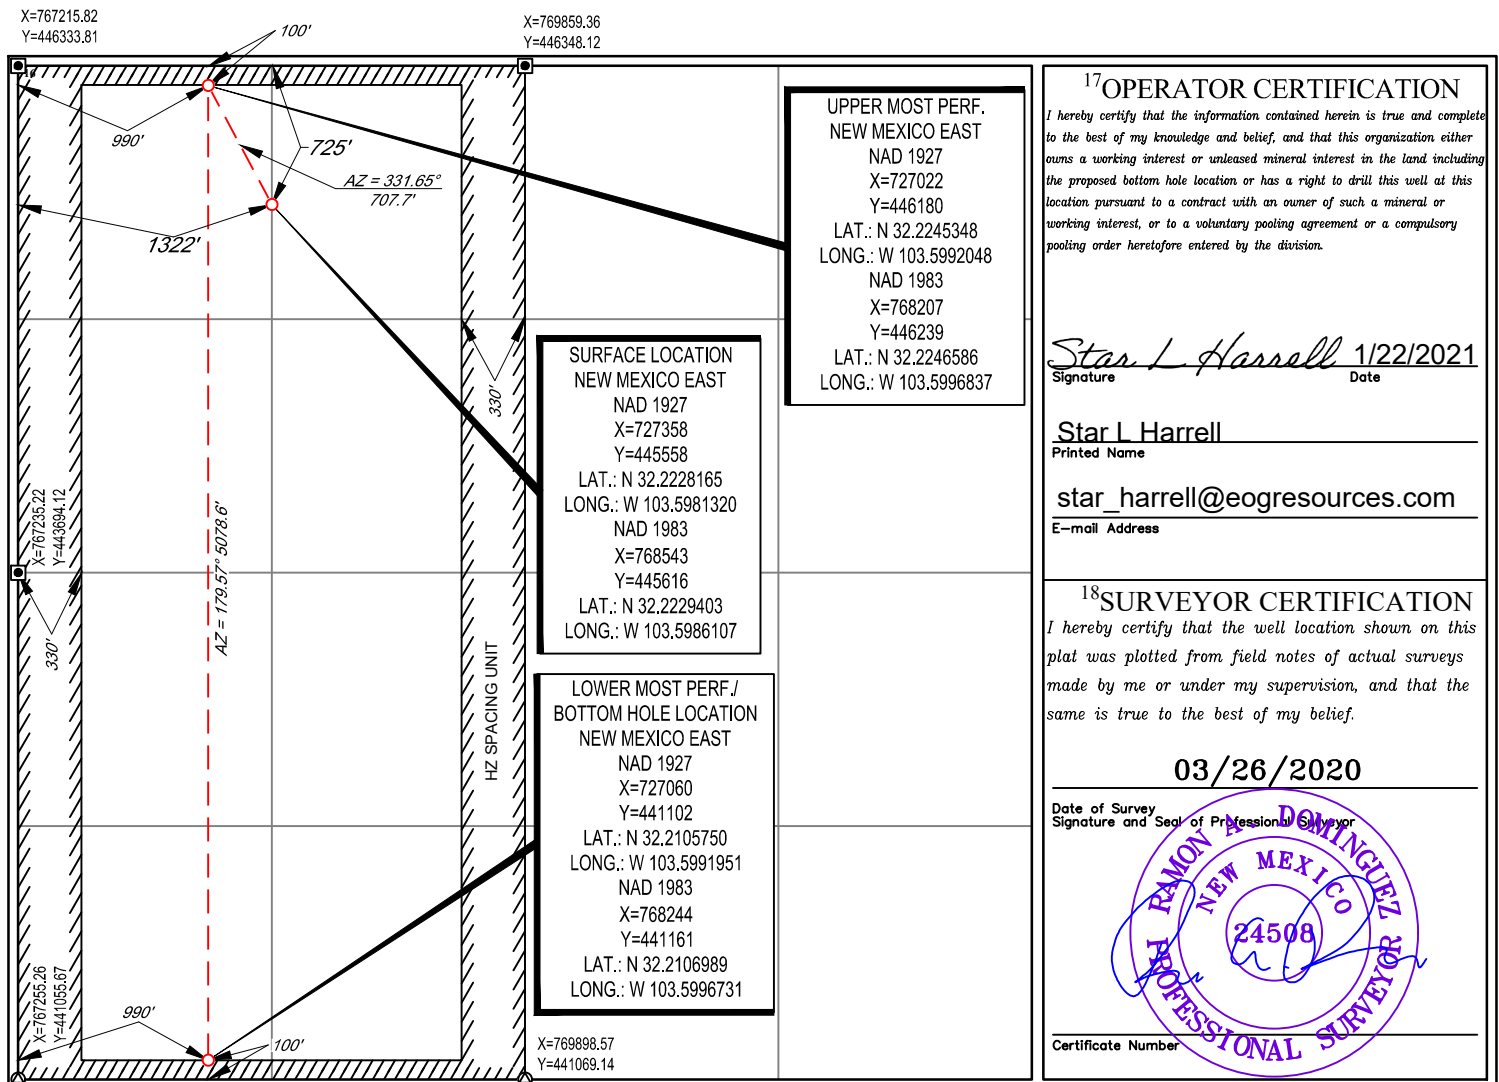 X=767215.82
Y=446333.81
100'
X=769859.36
Y=446348.12
990'
725'
AZ = 331.65°
707.7'
1322'
UPPER MOST PERF.
NEW MEXICO EAST
NAD 1927
X=727022
Y=446180
LAT.: N 32.2245348
LONG.: W 103.5992048
NAD 1983
X=768207
Y=446239
LAT.: N 32.2246586
LONG.: W 103.5996837
SURFACE LOCATION
NEW MEXICO EAST
NAD 1927
X=727358
Y=445558
LAT.: N 32.2228165
LONG.: W 103.5981320
NAD 1983
X=768543
Y=445616
LAT.: N 32.2229403
LONG.: W 103.5986107
330'
X=767235.22
Y=443694.12
AZ = 179.57° 5078.6'
330'
HZ SPACING UNIT
LOWER MOST PERF./
BOTTOM HOLE LOCATION
NEW MEXICO EAST
NAD 1927
X=727060
Y=441102
LAT.: N 32.2105750
LONG.: W 103.5991951
NAD 1983
X=768244
Y=441161
LAT.: N 32.2106989
LONG.: W 103.5996731
X=767255.26
Y=441055.67
990'
100'
X=769898.57
Y=441069.14
17OPERATOR CERTIFICATION
I hereby certify that the information contained herein is true and complete
to the best of my knowledge and belief, and that this organization either
owns a working interest or unleased mineral interest in the land including
the proposed bottom hole location or has a right to drill this well at this
location pursuant to a contract with an owner of such a mineral or
working interest, or to a voluntary pooling agreement or a compulsory
pooling order heretofore entered by the division.
Star L Harrell 1/22/2021
Signature Date
Star L Harrell
Printed Name
star_harrell@eogresources.com
E-mail Address
18SURVEYOR CERTIFICATION
I hereby certify that the well location shown on this
plat was plotted from field notes of actual surveys
made by me or under my supervision, and that the
same is true to the best of my belief.
03/26/2020
Date of Survey
Signature and Seal of Professional Surveyor
RAMON A. DOMINGUEZ
NEW MEXICO
24508
PROFESSIONAL SURVEYOR
Certificate Number